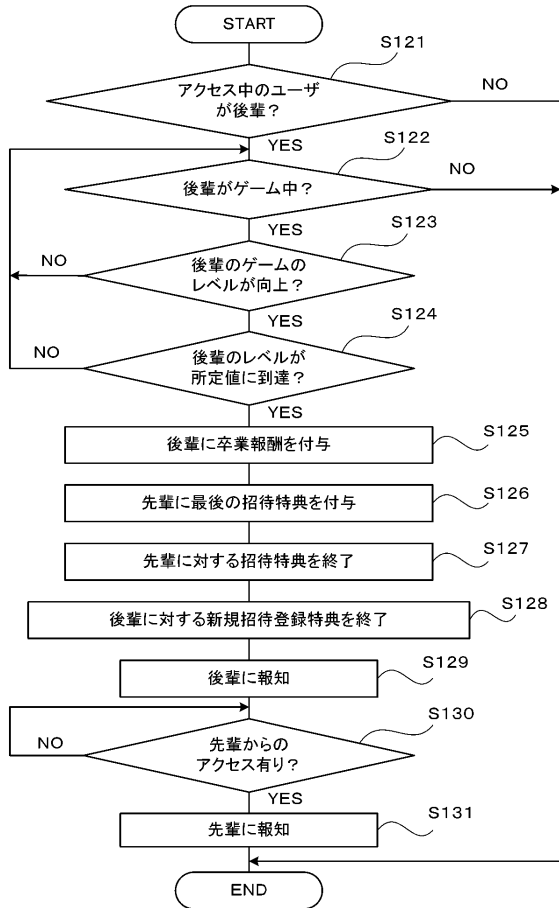 START
S121
アクセス中のユーザ
が後輩？
NO
YES
S122
後輩がゲーム中？
NO
YES
S123
後輩のゲームの
レベルが向上？
NO
YES
S124
後輩のレベルが
所定値に到達？
NO
YES
後輩に卒業報酬を付与
S125
先輩に最後の招待特典を付与
S126
先輩に対する招待特典を終了
S127
後輩に対する新規招待登録特典を終了
S128
後輩に報知
S129
S130
先輩からの
アクセス有り？
NO
YES
先輩に報知
S131
END